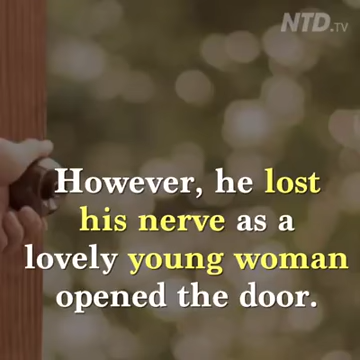 NTD.TV
However, he lost
his nerve as a
lovely young woman
opened the door.